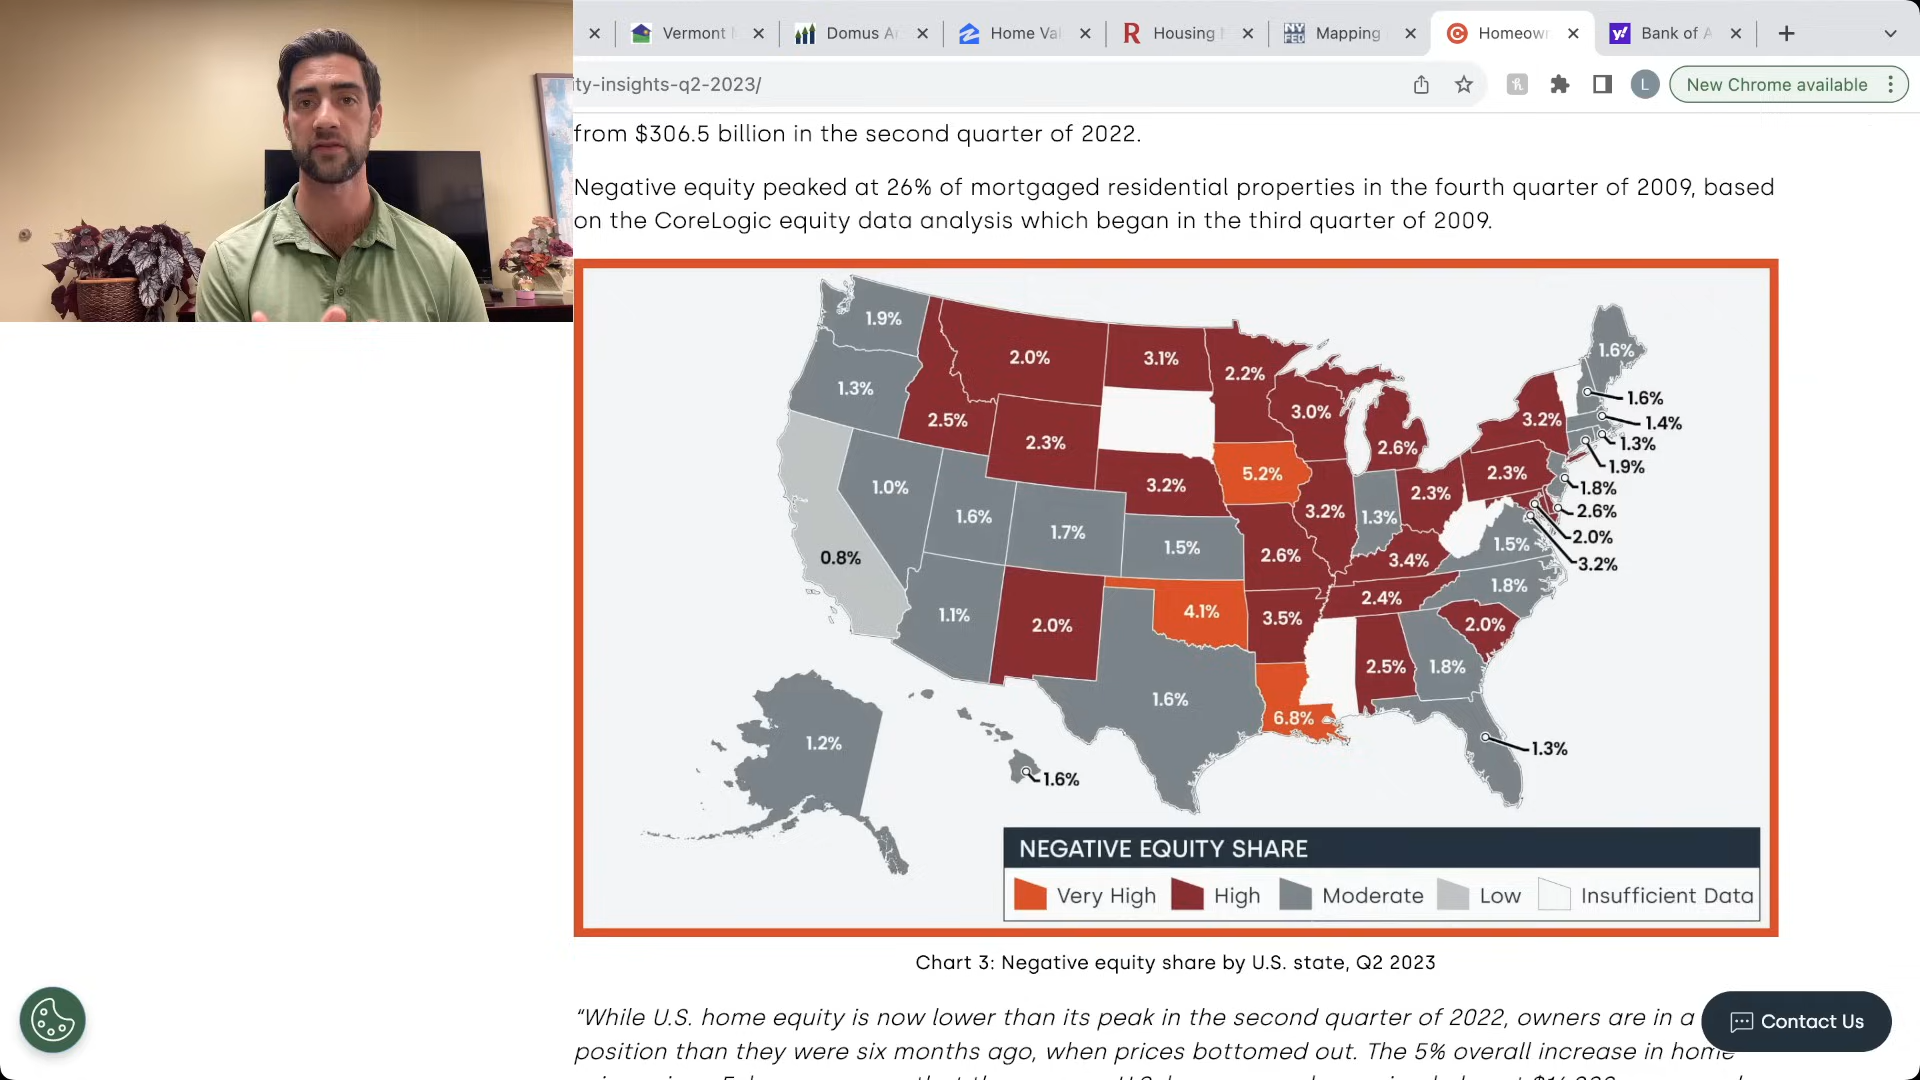 Vermont
Domus A
Home Val
Housing
NY FED
Mapping
Homeow
y!
Bank of A
ity-insights-q2-2023/
L
New Chrome available
from $306.5 billion in the second quarter of 2022.
Negative equity peaked at 26% of mortgaged residential properties in the fourth quarter of 2009, based
on the CoreLogic equity data analysis which began in the third quarter of 2009.
1.9%
2.0%
3.1%
2.2%
1.6%
1.3%
2.5%
2.3%
3.0%
2.6%
3.2%
1.6%
1.4%
1.3%
1.9%
1.0%
1.6%
1.7%
3.2%
5.2%
3.2%
1.3%
2.3%
2.3%
1.8%
2.6%
2.0%
3.2%
0.8%
1.5%
2.6%
3.4%
1.5%
1.8%
1.1%
2.0%
4.1%
3.5%
2.4%
2.0%
1.6%
6.8%
2.5%
1.8%
1.3%
1.2%
1.6%
NEGATIVE EQUITY SHARE
Very High High Moderate Low Insufficient Data
Chart 3: Negative equity share by U.S. state, Q2 2023
“While U.S. home equity is now lower than its peak in the second quarter of 2022, owners are in a
position than they were six months ago, when prices bottomed out. The 5% overall increase in home
Contact Us